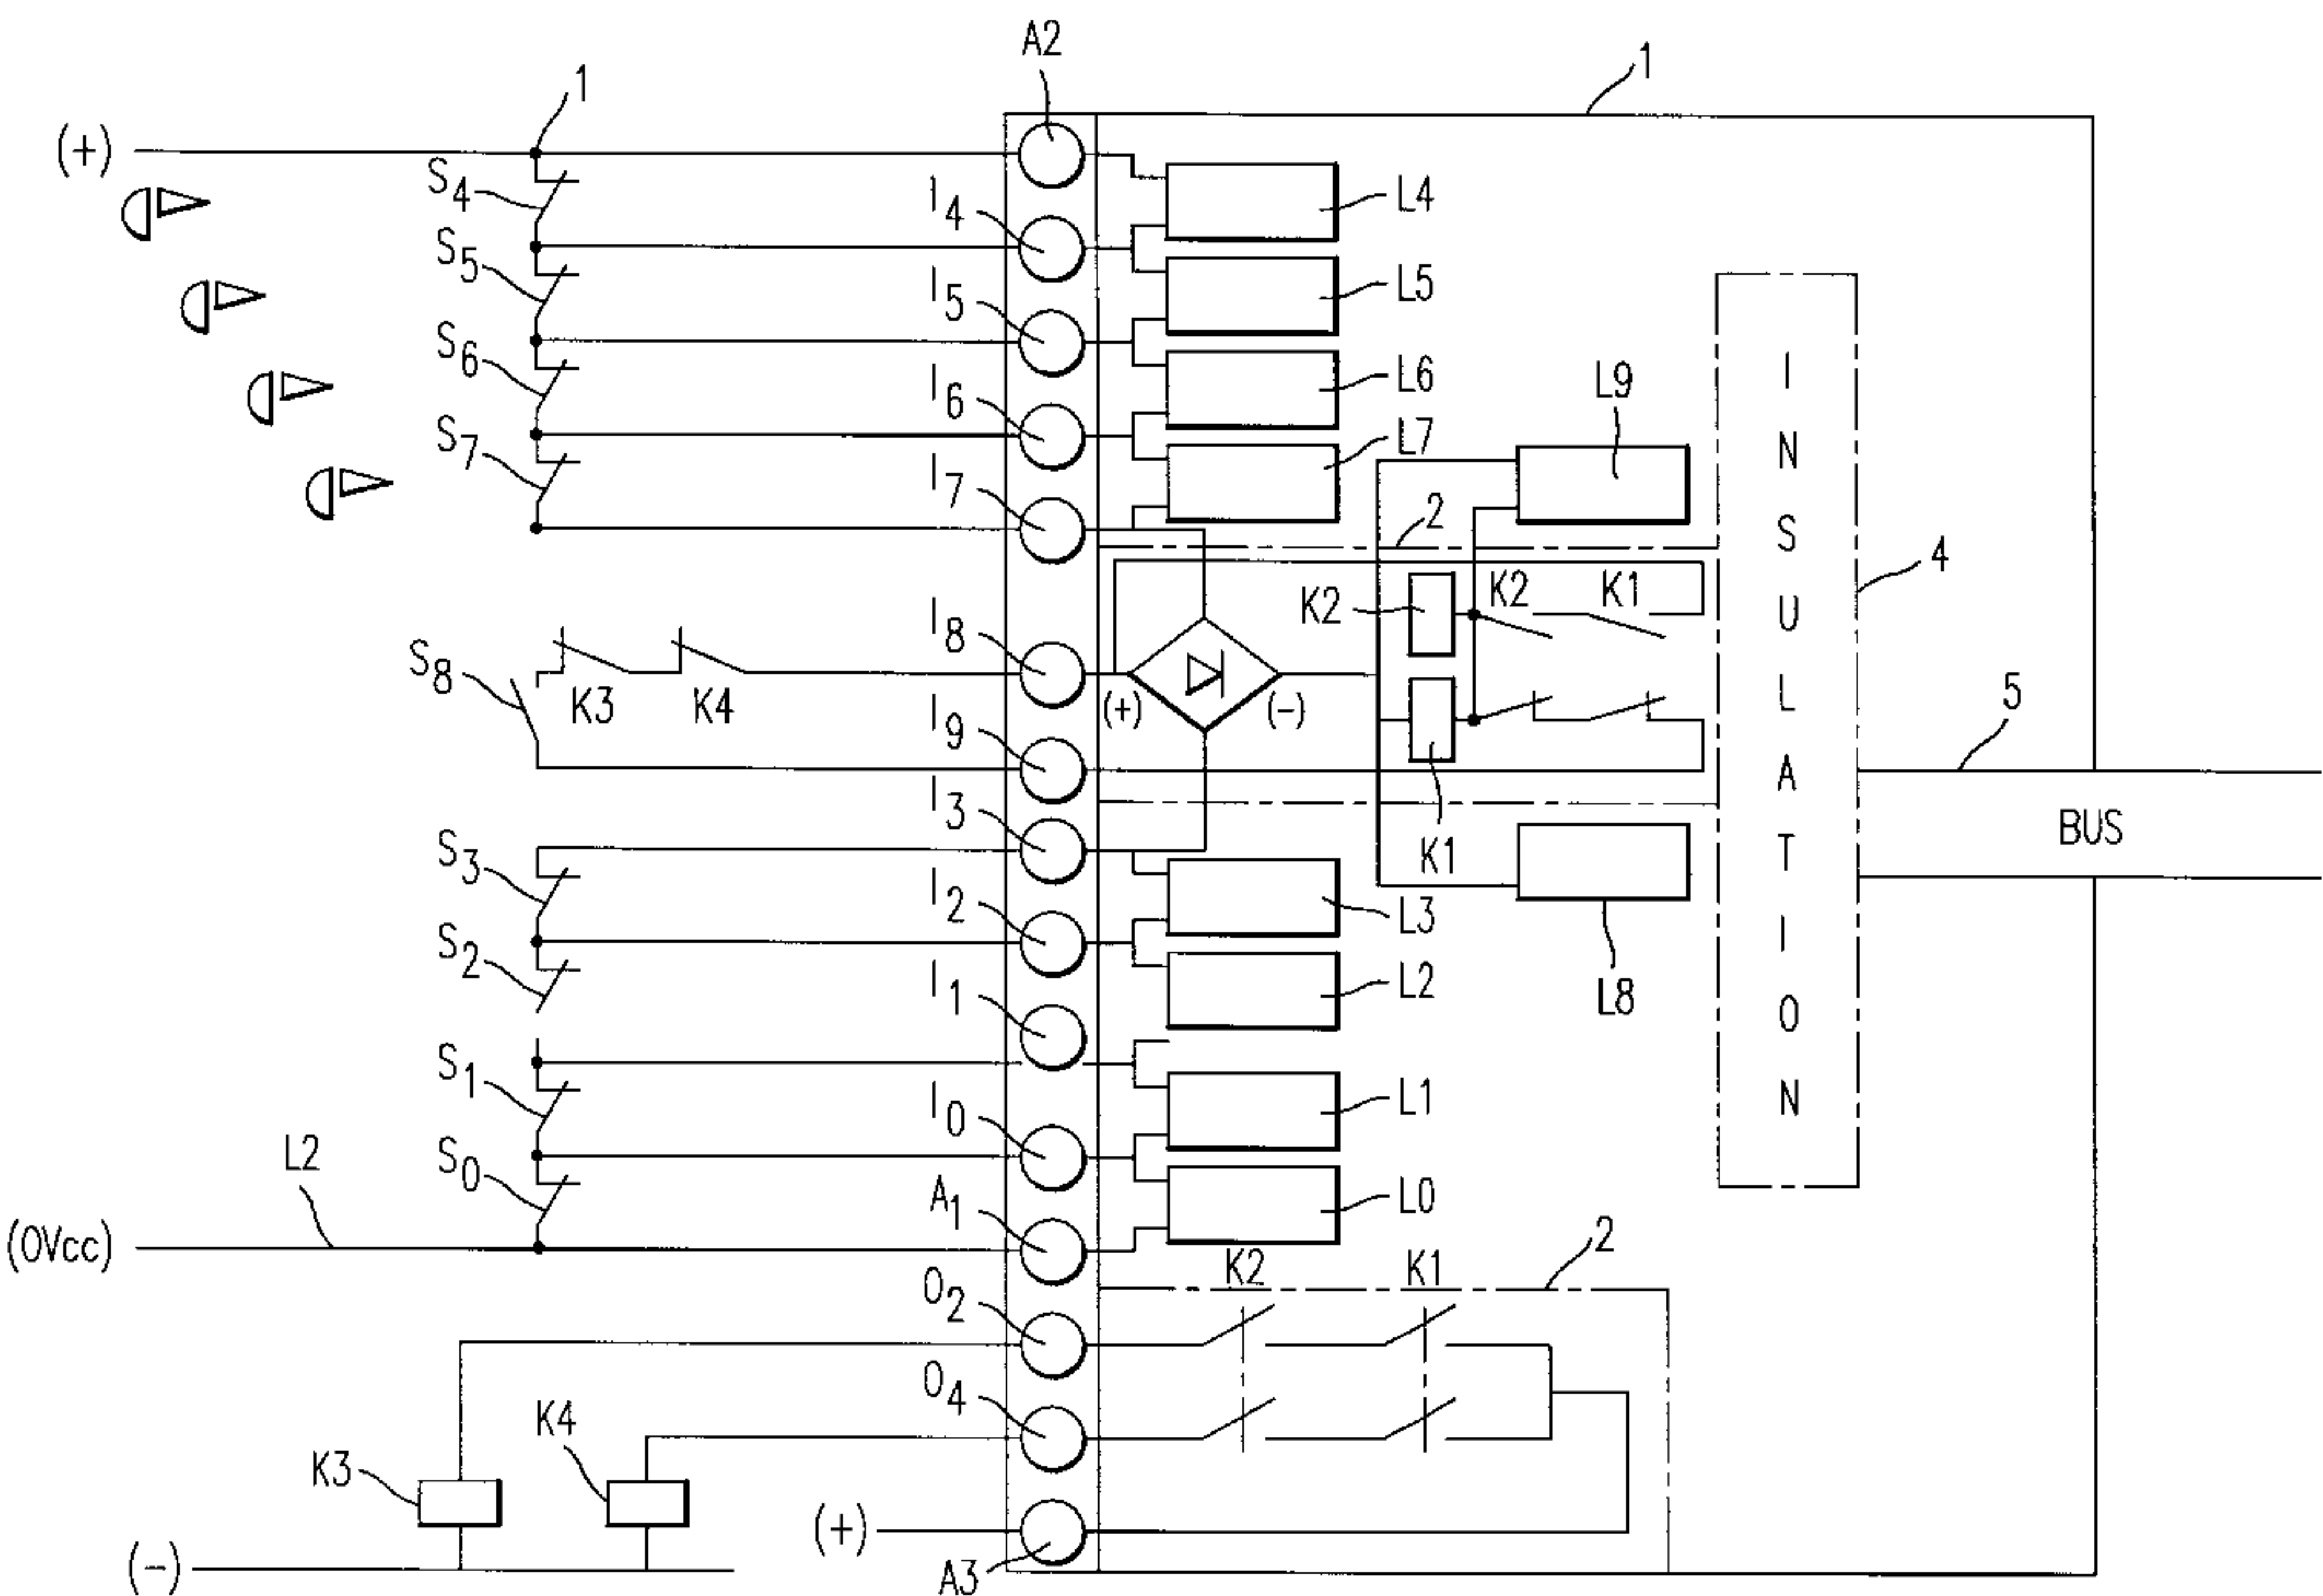 A2
1
1
(+)
S4
I4
L4
S5
I5
L5
S6
I6
L6
L9
S7
I7
L7
2
4
K2
K2
K1
I8
S8
K3
K4
(+)
(-)
5
I9
I3
K1
BUS
S3
I2
L3
S2
I1
L2
L8
INSULATION
S1
I0
L1
L2
S0
A1
L0
(0Vcc)
O2
K2
K1
2
O4
K3
K4
(+)
(-)
A3